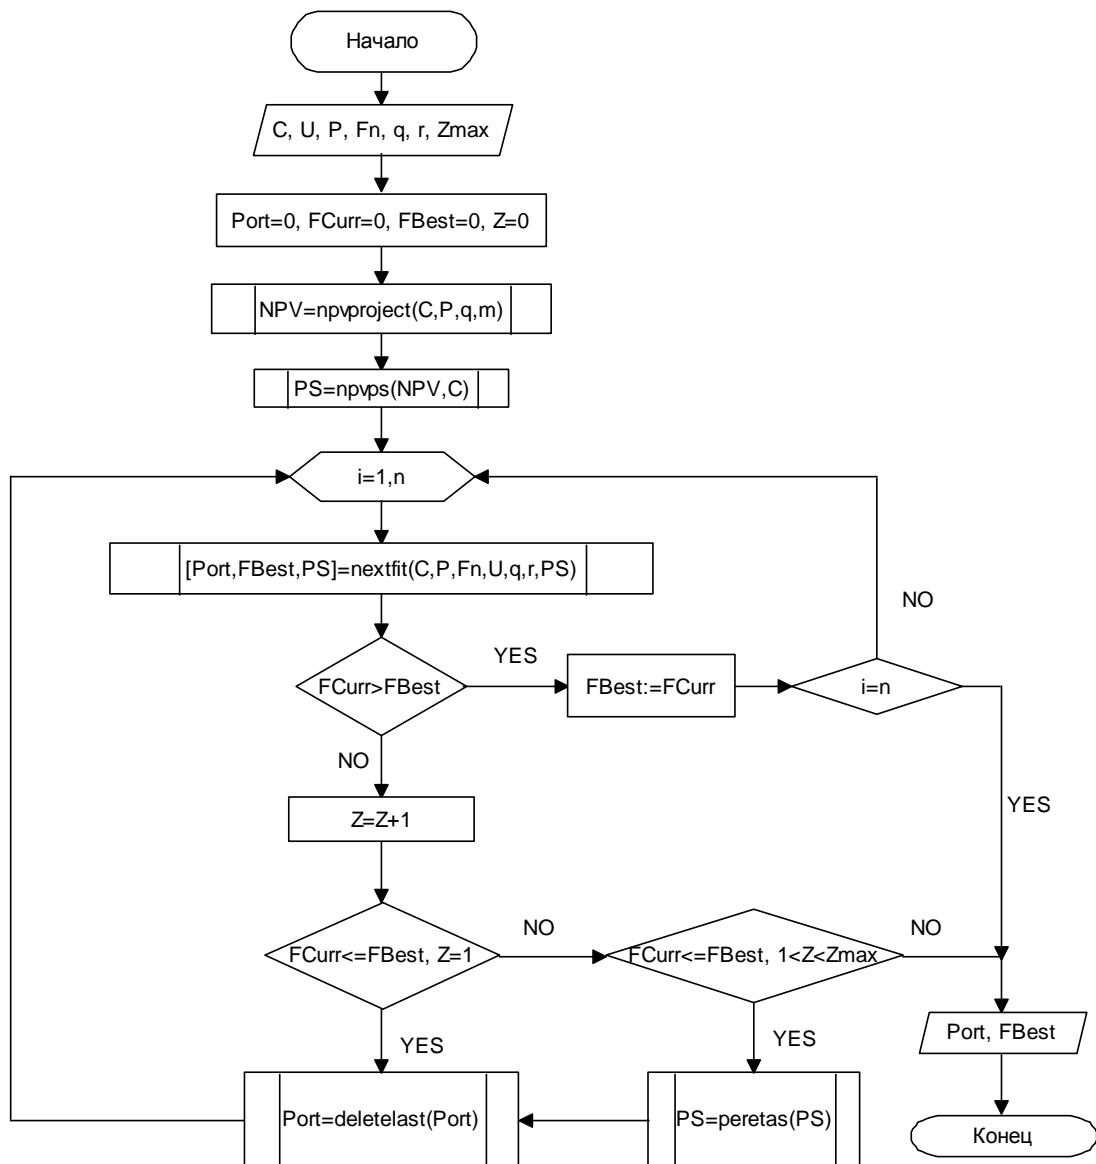 Начало
C, U, P, Fn, q, r, Zmax
Port=0, FCurr=0, FBest=0, Z=0
NPV=npvproject(C,P,q,m)
PS=npvps(NPV,C)
i=1,n
[Port,FBest,PS]=nextfit(C,P,Fn,U,q,r,PS)
NO
FCurr>FBest
YES
FBest:=FCurr
i=n
NO
YES
Z=Z+1
FCurr<=FBest, Z=1
NO
FCurr<=FBest, 1<Z<Zmax
NO
YES
YES
Port, FBest
Port=deletelast(Port)
PS=peretas(PS)
Конец